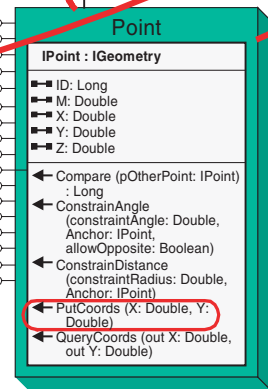 Point
IPoint : IGeometry
ID: Long
M: Double
X: Double
Y: Double
Z: Double
Compare (pOtherPoint: IPoint)
: Long
ConstrainAngle
(constraintAngle: Double,
Anchor: IPoint,
allowOpposite: Boolean)
ConstrainDistance
(constraintRadius: Double,
Anchor: IPoint)
PutCoords (X: Double, Y:
Double)
QueryCoords (out X: Double,
out Y: Double)